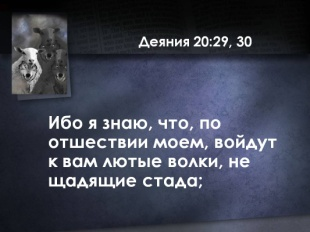 Деяния 20:29, 30
Ибо я знаю, что, по
отшествии моем, войдут
к вам лютые волки, не
щадящие стада;